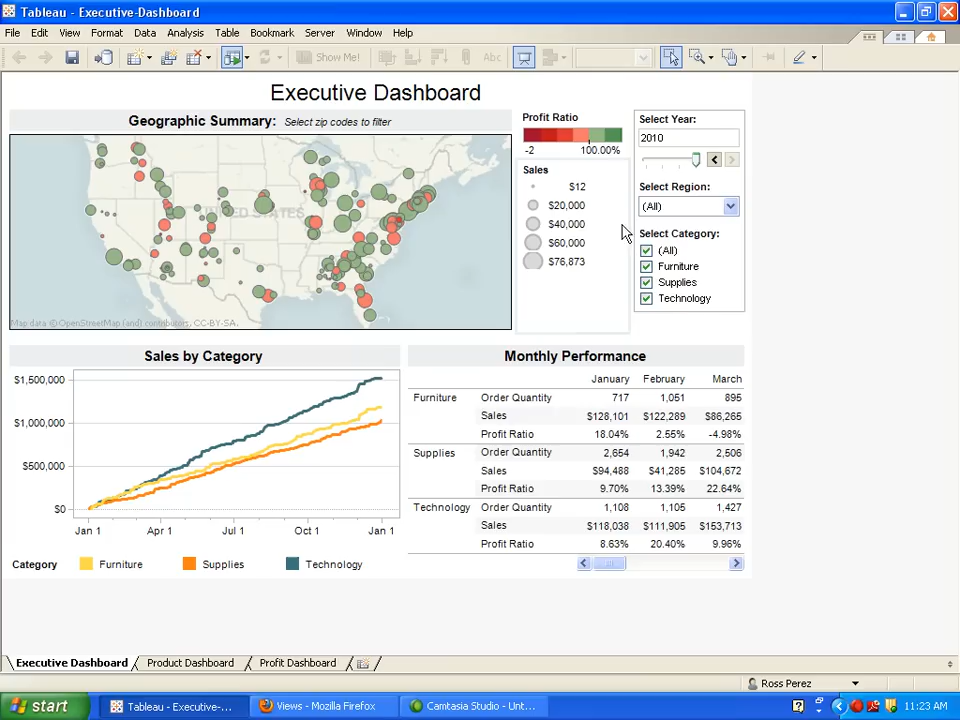 Tableau - Executive-Dashboard
File Edit View Format Data Analysis Table Bookmark Server Window Help
Show Me! Abc
Executive Dashboard
Geographic Summary: Select zip codes to filter
UNITED STATES
Map data © OpenStreetMap (and) contributors, CC-BY-SA.
Profit Ratio
-2 100.00%
Sales
$12
$20,000
$40,000
$60,000
$76,873
Select Year:
2010
Select Region:
(All)
Select Category:
(All)
Furniture
Supplies
Technology
Sales by Category
$1,500,000
$1,000,000
$500,000
$0
Jan 1 Apr 1 Jul 1 Oct 1 Jan 1
Category Furniture Supplies Technology
Monthly Performance
January February March
Furniture Order Quantity 717 1,051 895
Sales $128,101 $122,289 $86,265
Profit Ratio 18.04% 2.55% -4.98%
Supplies Order Quantity 2,654 1,942 2,506
Sales $94,488 $41,285 $104,672
Profit Ratio 9.70% 13.39% 22.64%
Technology Order Quantity 1,108 1,105 1,427
Sales $118,038 $111,905 $153,713
Profit Ratio 8.63% 20.40% 9.96%
Executive Dashboard Product Dashboard Profit Dashboard
Ross Perez
start Tableau - Executive-... Views - Mozilla Firefox Camtasia Studio - Unt... 11:23 AM